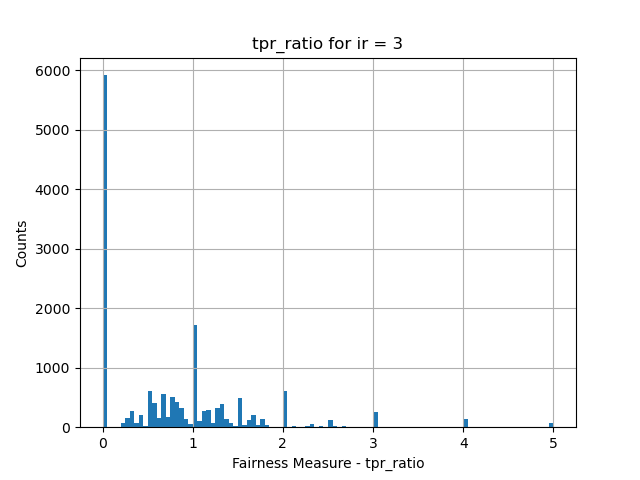 tpr_ratio for ir = 3
6000
5000
4000
3000
2000
1000
0
Counts
0 1 2 3 4 5
Fairness Measure - tpr_ratio